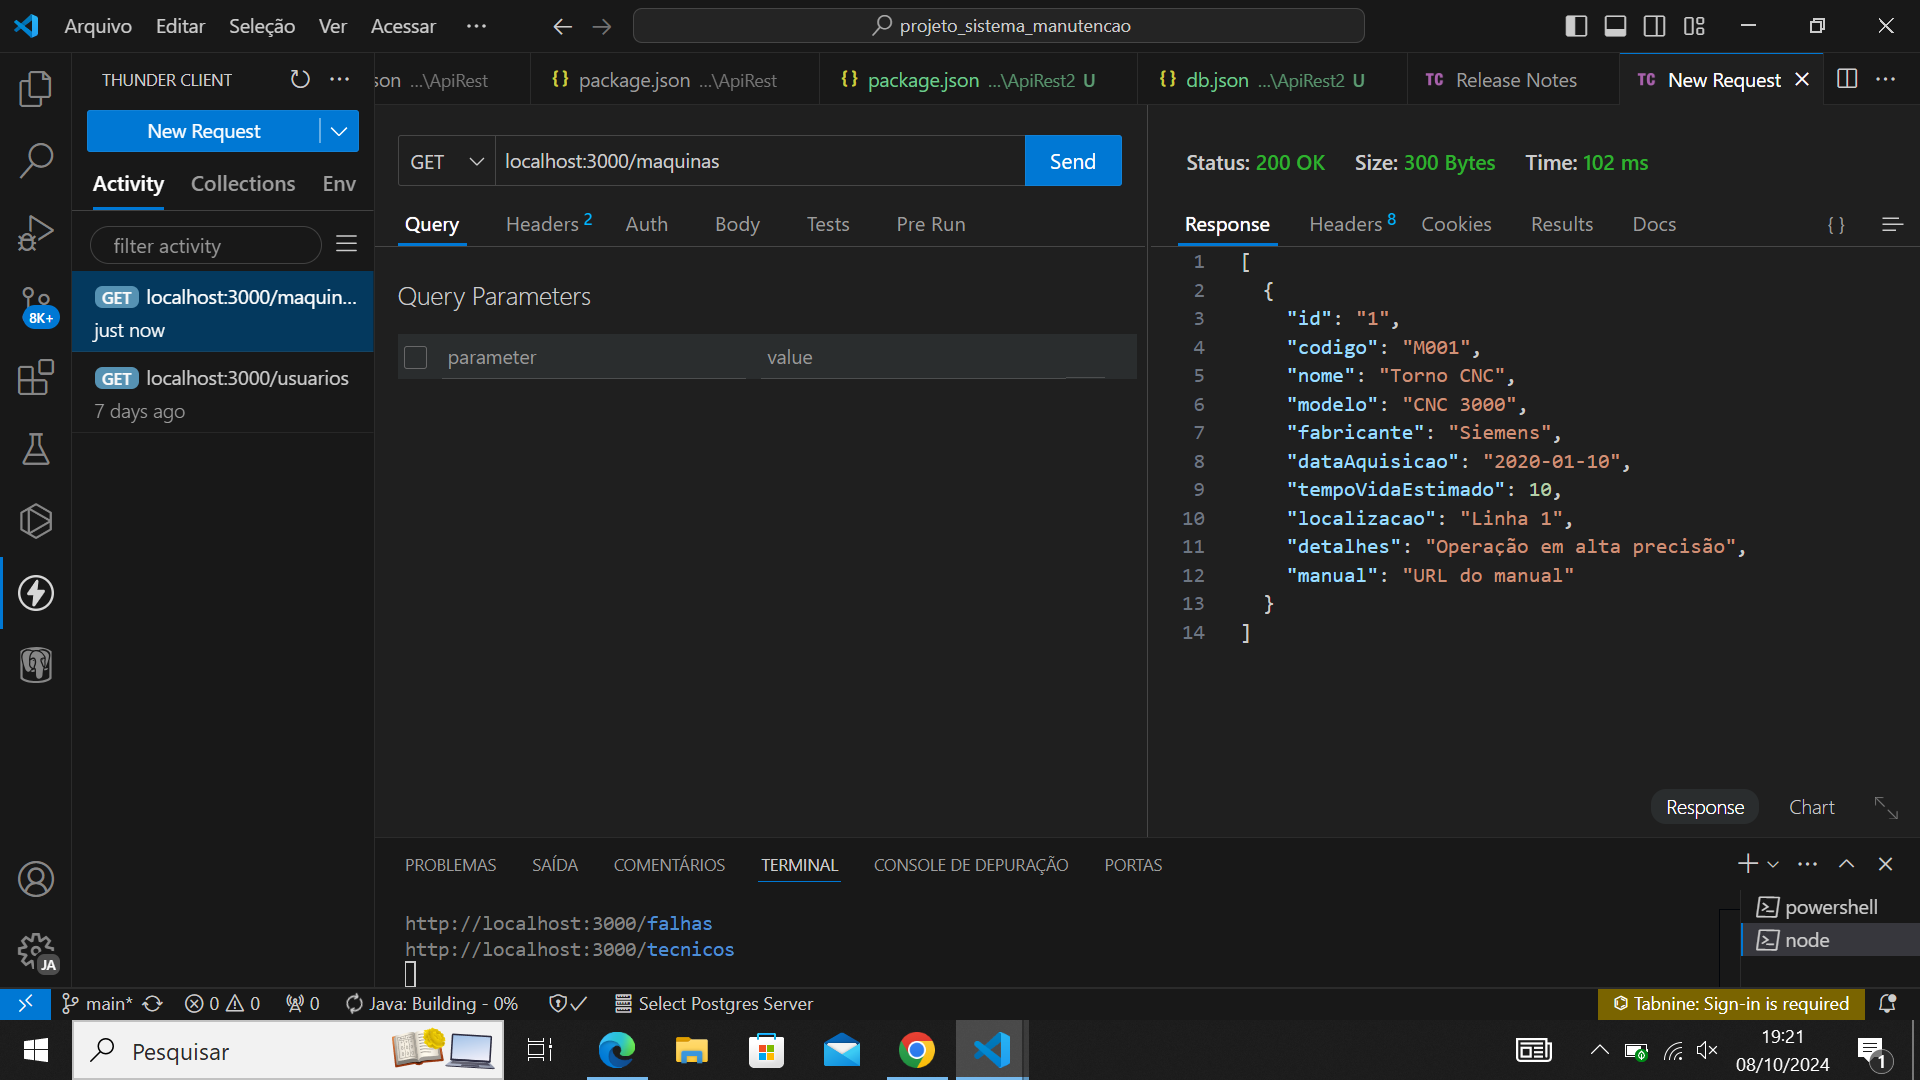 Arquivo Editar Seleção Ver Acessar ···
projeto_sistema_manutencao
THUNDER CLIENT ···
son ...\ApiRest
{} package.json ...\ApiRest
{} package.json ...\ApiRest2 U
{} db.json ...\ApiRest2 U
TC Release Notes
TC New Request
New Request
Activity Collections Env
filter activity
GET localhost:3000/maquin...
just now
GET localhost:3000/usuarios
7 days ago
8K+
JA
GET localhost:3000/maquinas Send
Query Headers 2 Auth Body Tests Pre Run
Query Parameters
parameter value
Status: 200 OK Size: 300 Bytes Time: 102 ms
Response Headers 8 Cookies Results Docs {}
1 [
2 {
3 "id": "1",
4 "codigo": "M001",
5 "nome": "Torno CNC",
6 "modelo": "CNC 3000",
7 "fabricante": "Siemens",
8 "dataAquisicao": "2020-01-10",
9 "tempoVidaEstimado": 10,
10 "localizacao": "Linha 1",
11 "detalhes": "Operação em alta precisão",
12 "manual": "URL do manual"
13 }
14 ]
Response Chart
PROBLEMAS SAÍDA COMENTÁRIOS TERMINAL CONSOLE DE DEPURAÇÃO PORTAS
http://localhost:3000/falhas
http://localhost:3000/tecnicos
powershell
node
main* 0 0 0 Java: Building - 0% Select Postgres Server Tabnine: Sign-in is required
Pesquisar
19:21
08/10/2024
1